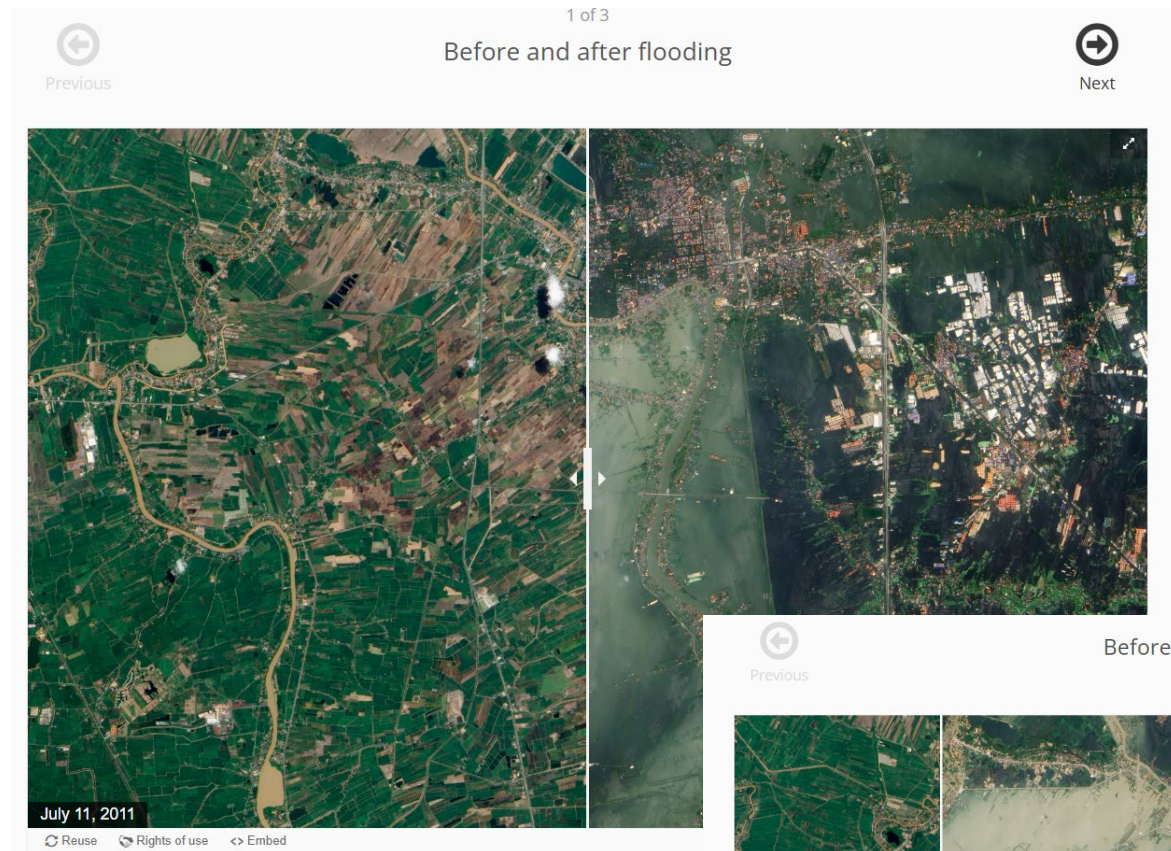 1 of 3
Before and after flooding
Previous
Next
July 11, 2011
Reuse Rights of use <> Embed
Previous
Before